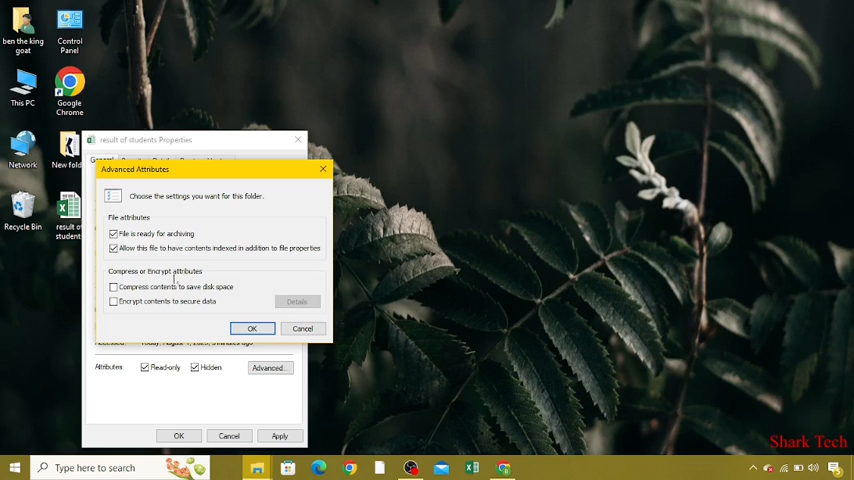 ben the king
goat
Control
Panel
This PC
Google
Chrome
Network
New fold
Recycle Bin
result of
students
result of students Properties
Advanced Attributes
Choose the settings you want for this folder.
File attributes
File is ready for archiving
Allow this file to have contents indexed in addition to file properties
Compress or Encrypt attributes
Compress contents to save disk space
Encrypt contents to secure data
Details
OK
Cancel
Attributes:
Read-only
Hidden
Advanced...
OK
Cancel
Apply
Shark Tech
Type here to search